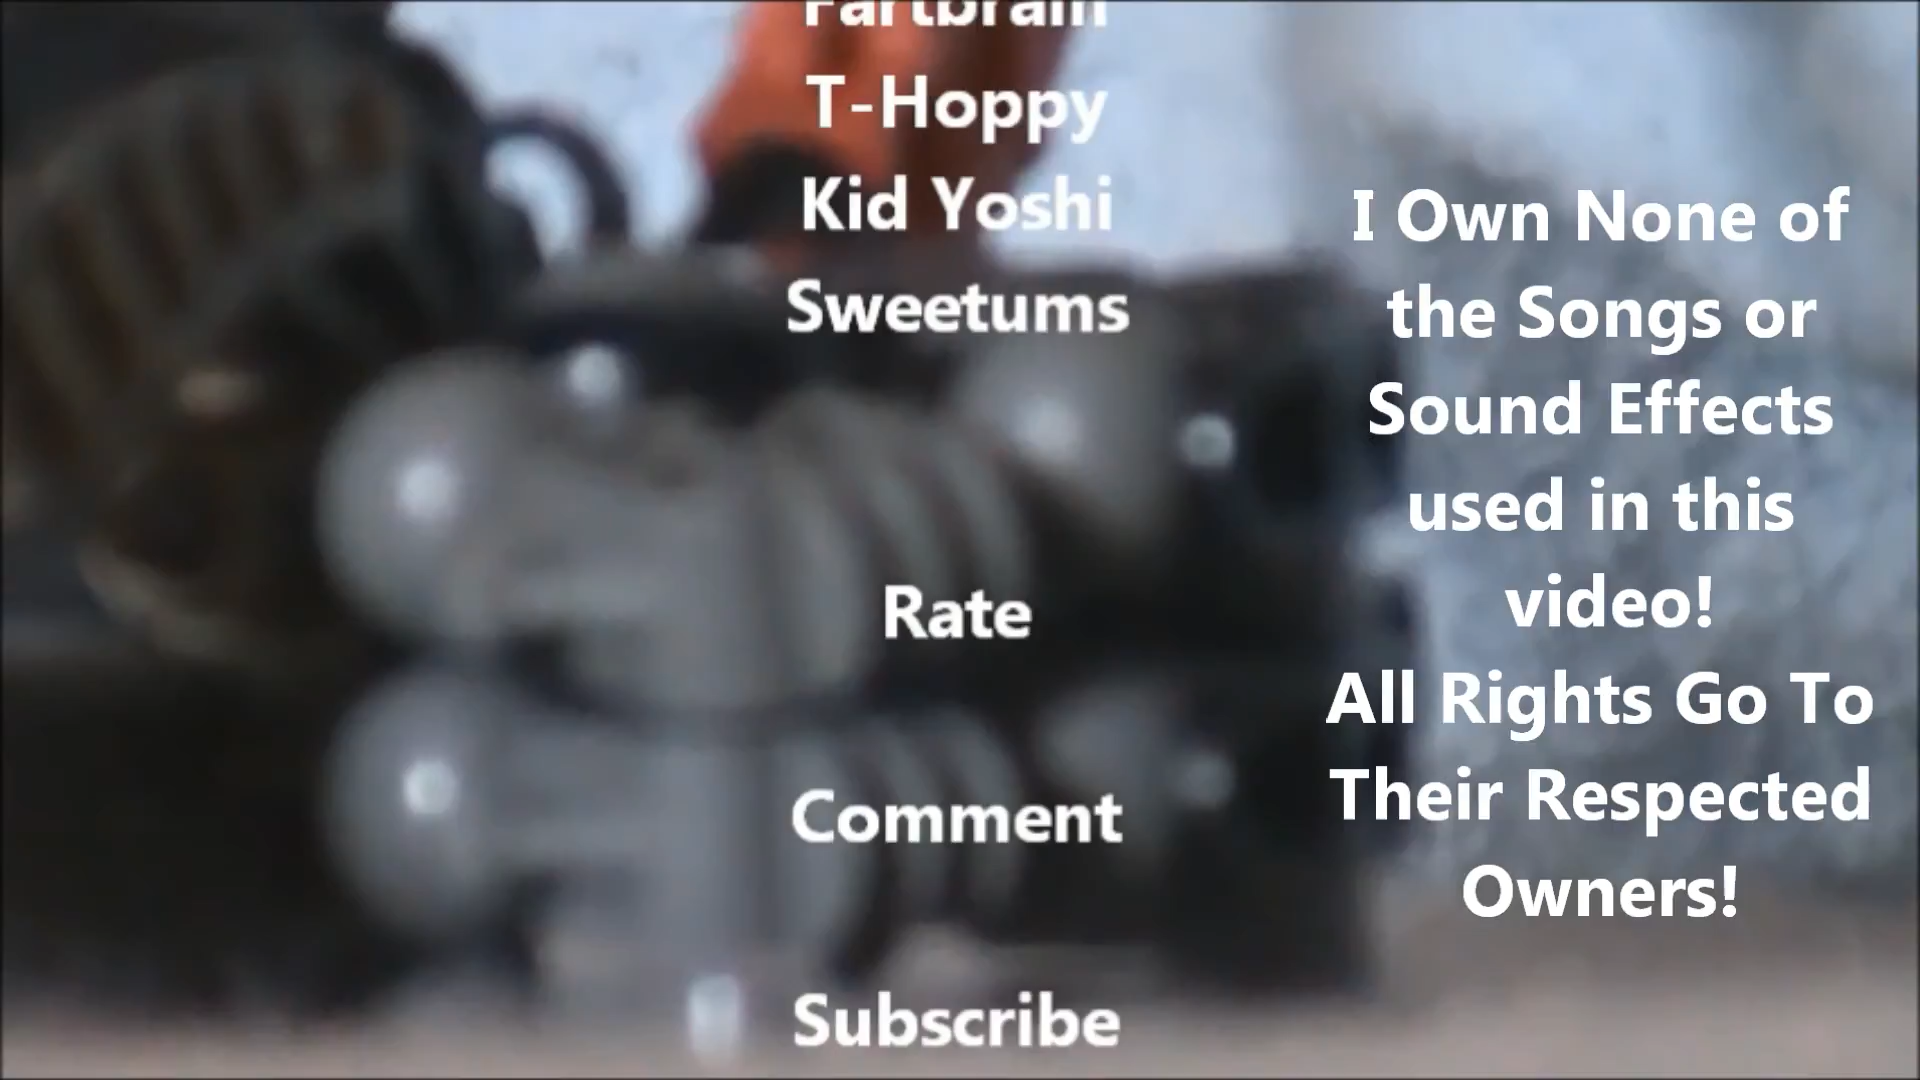 Fartbrain
T-Hoppy
Kid Yoshi
Sweetums
Rate
Comment
Subscribe
I Own None of
the Songs or
Sound Effects
used in this
video!
All Rights Go To
Their Respected
Owners!